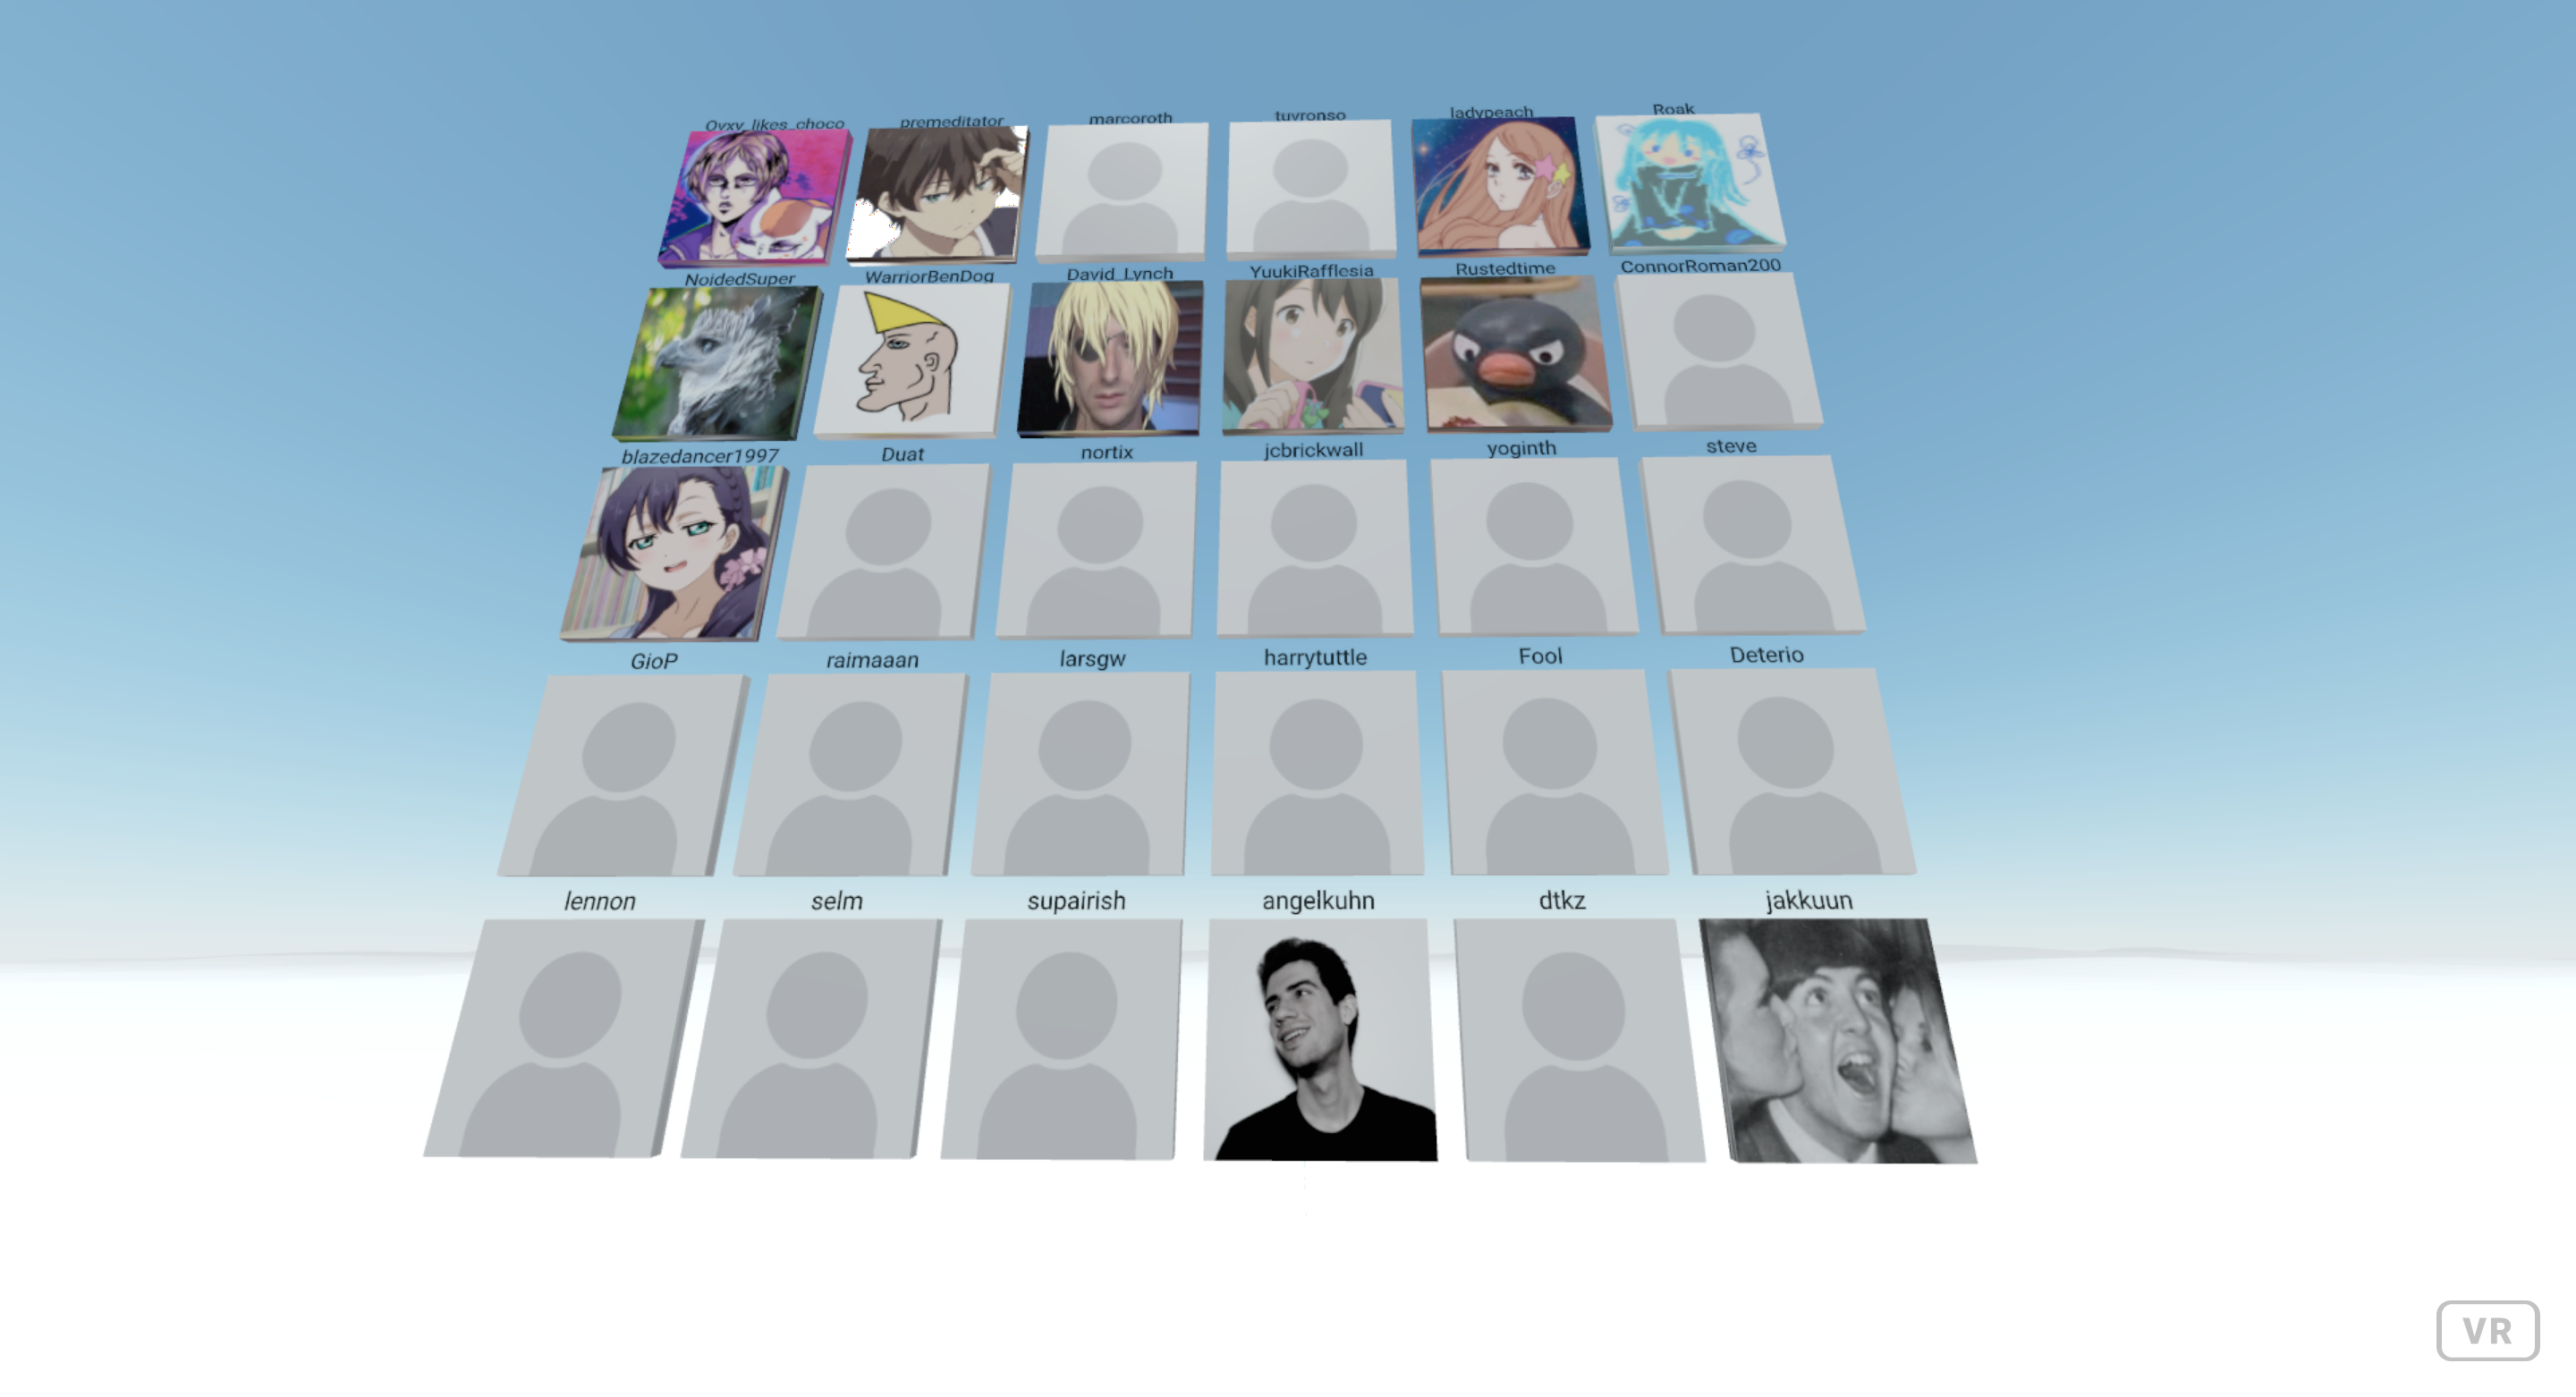 Oyxy_likes_choco premeditator marcoroth tuvronso ladypeach Roak
NoidedSuper WarriorBenDog David_Lynch YuukiRafflesia Rustedtime ConnorRoman200
blazedancer1997 Duat nortix jcbrickwall yoginth steve
GioP raimaaan larsgw harrytuttle Fool Deterio
lennon selm supairish angelkuhn dtkz jakkuun
VR